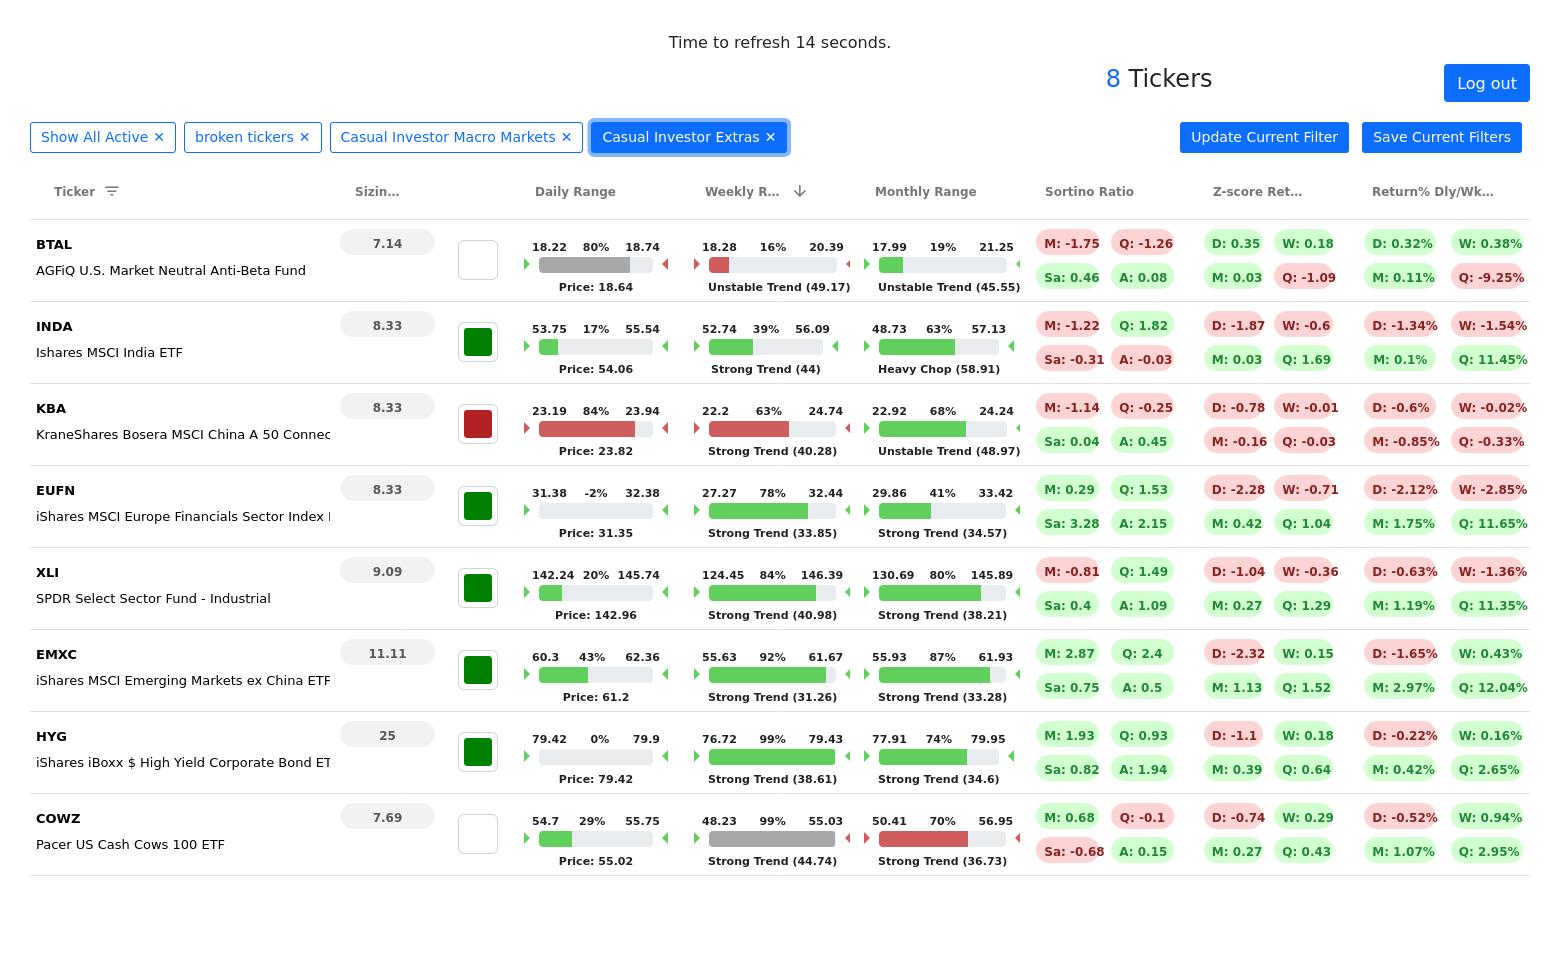 Time to refresh 14 seconds.
8 Tickers
Log out
Show All Active ✕ broken tickers ✕ Casual Investor Macro Markets ✕ Casual Investor Extras ✕ Update Current Filter Save Current Filters
Ticker Sizin... Daily Range Weekly R... Monthly Range Sortino Ratio Z-score Ret... Return% Dly/Wk...
BTAL 7.14 18.22 80% 18.74 18.28 16% 20.39 17.99 19% 21.25 M: -1.75 Q: -1.26 D: 0.35 W: 0.18 D: 0.32% W: 0.38%
AGFiQ U.S. Market Neutral Anti-Beta Fund Price: 18.64 Unstable Trend (49.17) Unstable Trend (45.55) Sa: 0.46 A: 0.08 M: 0.03 Q: -1.09 M: 0.11% Q: -9.25%
INDA 8.33 53.75 17% 55.54 52.74 39% 56.09 48.73 63% 57.13 M: -1.22 Q: 1.82 D: -1.87 W: -0.6 D: -1.34% W: -1.54%
Ishares MSCI India ETF Price: 54.06 Strong Trend (44) Heavy Chop (58.91) Sa: -0.31 A: -0.03 M: 0.03 Q: 1.69 M: 0.1% Q: 11.45%
KBA 8.33 23.19 84% 23.94 22.2 63% 24.74 22.92 68% 24.24 M: -1.14 Q: -0.25 D: -0.78 W: -0.01 D: -0.6% W: -0.02%
KraneShares Bosera MSCI China A 50 Connec Price: 23.82 Strong Trend (40.28) Unstable Trend (48.97) Sa: 0.04 A: 0.45 M: -0.16 Q: -0.03 M: -0.85% Q: -0.33%
EUFN 8.33 31.38 -2% 32.38 27.27 78% 32.44 29.86 41% 33.42 M: 0.29 Q: 1.53 D: -2.28 W: -0.71 D: -2.12% W: -2.85%
iShares MSCI Europe Financials Sector Index Price: 31.35 Strong Trend (33.85) Strong Trend (34.57) Sa: 3.28 A: 2.15 M: 0.42 Q: 1.04 M: 1.75% Q: 11.65%
XLI 9.09 142.24 20% 145.74 124.45 84% 146.39 130.69 80% 145.89 M: -0.81 Q: 1.49 D: -1.04 W: -0.36 D: -0.63% W: -1.36%
SPDR Select Sector Fund - Industrial Price: 142.96 Strong Trend (40.98) Strong Trend (38.21) Sa: 0.4 A: 1.09 M: 0.27 Q: 1.29 M: 1.19% Q: 11.35%
EMXC 11.11 60.3 43% 62.36 55.63 92% 61.67 55.93 87% 61.93 M: 2.87 Q: 2.4 D: -2.32 W: 0.15 D: -1.65% W: 0.43%
iShares MSCI Emerging Markets ex China ETF Price: 61.2 Strong Trend (31.26) Strong Trend (33.28) Sa: 0.75 A: 0.5 M: 1.13 Q: 1.52 M: 2.97% Q: 12.04%
HYG 25 79.42 0% 79.9 76.72 99% 79.43 77.91 74% 79.95 M: 1.93 Q: 0.93 D: -1.1 W: 0.18 D: -0.22% W: 0.16%
iShares iBoxx $ High Yield Corporate Bond ET Price: 79.42 Strong Trend (38.61) Strong Trend (34.6) Sa: 0.82 A: 1.94 M: 0.39 Q: 0.64 M: 0.42% Q: 2.65%
COWZ 7.69 54.7 29% 55.75 48.23 99% 55.03 50.41 70% 56.95 M: 0.68 Q: -0.1 D: -0.74 W: 0.29 D: -0.52% W: 0.94%
Pacer US Cash Cows 100 ETF Price: 55.02 Strong Trend (44.74) Strong Trend (36.73) Sa: -0.68 A: 0.15 M: 0.27 Q: 0.43 M: 1.07% Q: 2.95%